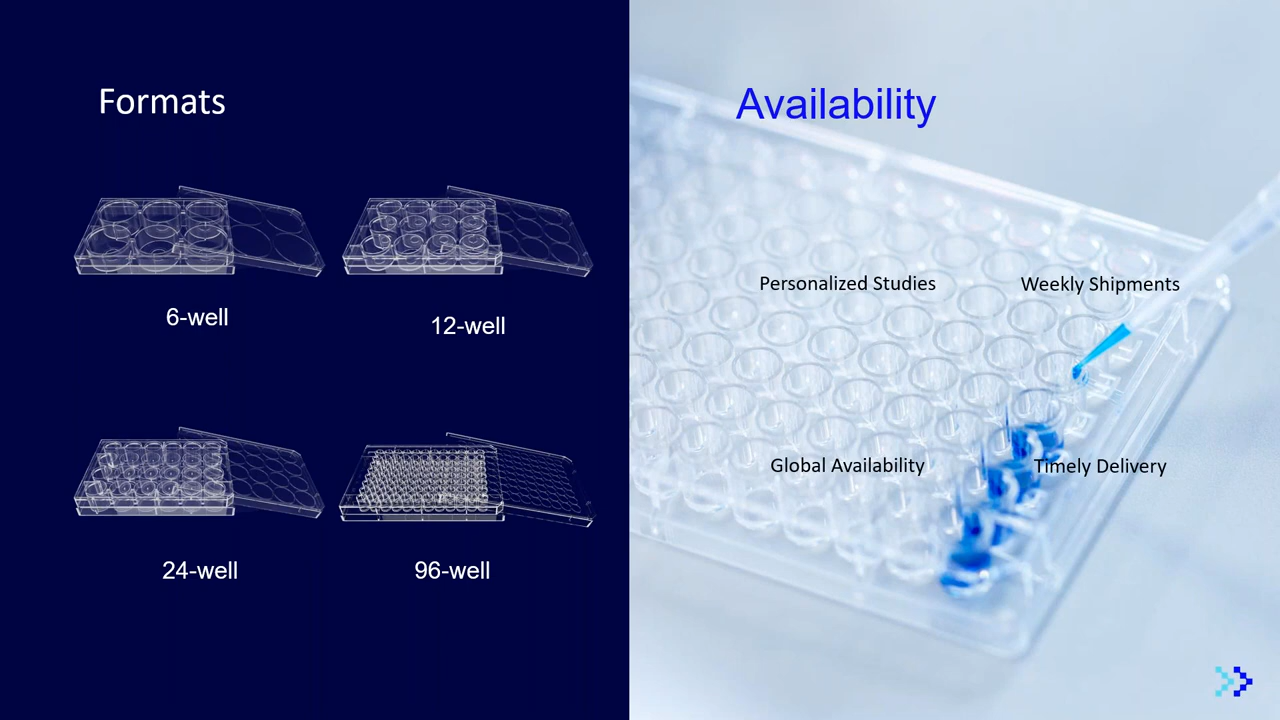 Formats
6-well
12-well
24-well
96-well
Availability
Personalized Studies
Weekly Shipments
Global Availability
Timely Delivery